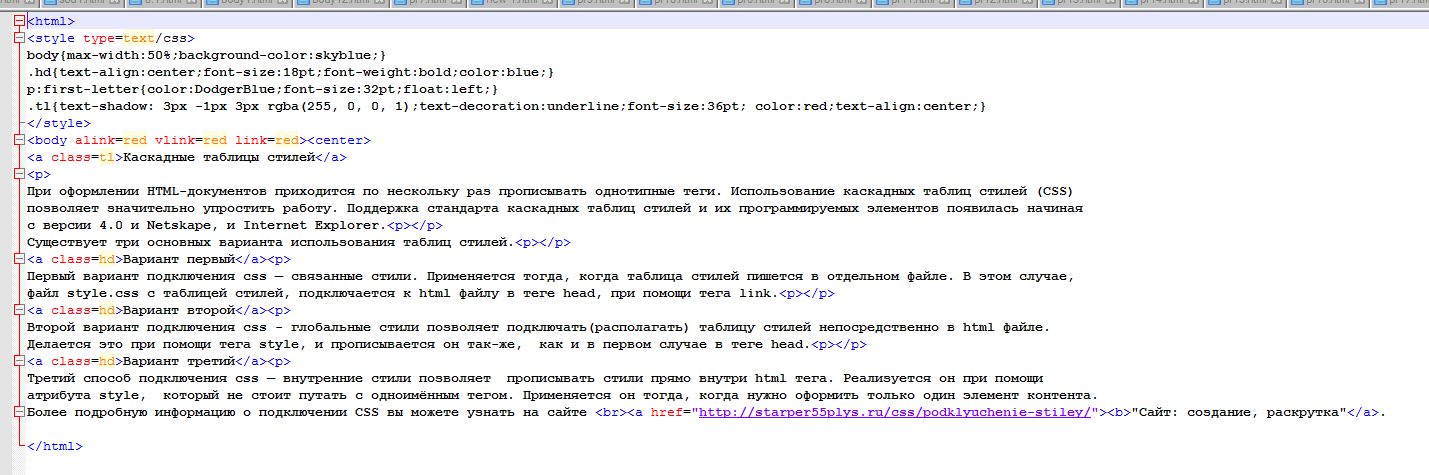 <html>
<style type=text/css>
body{max-width:50%;background-color:skyblue;}
.hd{text-align:center;font-size:18pt;font-weight:bold;color:blue;}
p:first-letter{color:DodgerBlue;font-size:32pt;float:left;}
.tl{text-shadow: 3px -1px 3px rgba(255, 0, 0, 1);text-decoration:underline;font-size:36pt; color:red;text-align:center;}
</style>
<body alink=red vlink=red link=red><center>
<a class=tl>Каскадные таблицы стилей</a>
<p>
При оформлении HTML-документов приходится по нескольку раз прописывать однотипные теги. Использование каскадных таблиц стилей (CSS)
позволяет значительно упростить работу. Поддержка стандарта каскадных таблиц стилей и их программируемых элементов появилась начиная
с версии 4.0 и Netskape, и Internet Explorer.<p></p>
Существует три основных варианта использования таблиц стилей.<p></p>
<a class=hd>Вариант первый</a><p>
Первый вариант подключения css — связанные стили. Применяется тогда, когда таблица стилей пишется в отдельном файле. В этом случае,
файл style.css с таблицей стилей, подключается к html файлу в теге head, при помощи тега link.<p></p>
<a class=hd>Вариант второй</a><p>
Второй вариант подключения css - глобальные стили позволяет подключать(располагать) таблицу стилей непосредственно в html файле.
Делается это при помощи тега style, и прописывается он так-же,  как и в первом случае в теге head.<p></p>
<a class=hd>Вариант третий</a><p>
Третий способ подключения css — внутренние стили позволяет  прописывать стили прямо внутри html тега. Реализуется он при помощи
атрибута style,  который не стоит путать с одноимённым тегом. Применяется он тогда, когда нужно оформить только один элемент контента.
Более подробную информацию о подключении CSS вы можете узнать на сайте <br><a href="http://starper55plys.ru/css/podklyuchenie-stiley/"><b>"Сайт: создание, раскрутка"</a>.
</html>